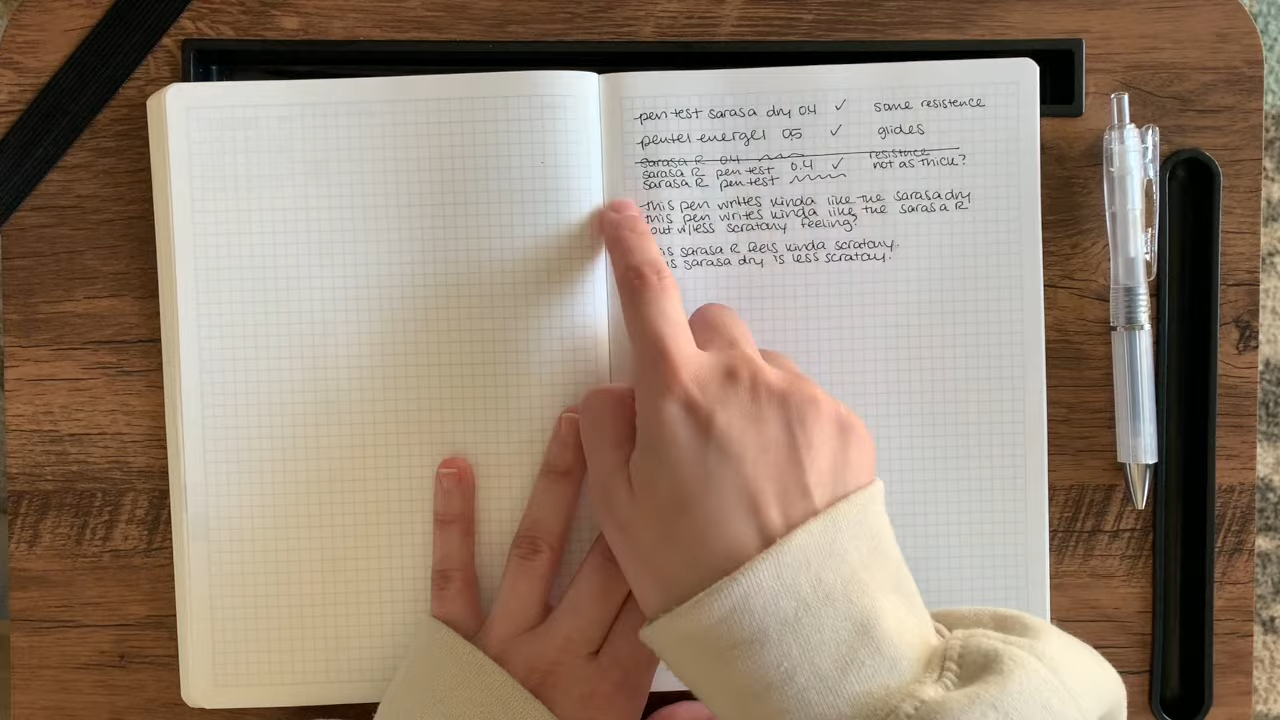 pen test sarasa dry 0.4 ✓ some resistence
pentel energel 0.5 ✓ glides
sarasa R 0.4 resistence
sarasa R pen test 0.4 ✓ not as thick?
sarasa R pen test
this pen writes kinda like the sarasa dry
this pen writes kinda like the sarasa R
but w/less scratchy feeling?
is sarasa R feels kinda scratchy.
is sarasa dry is less scratchy.